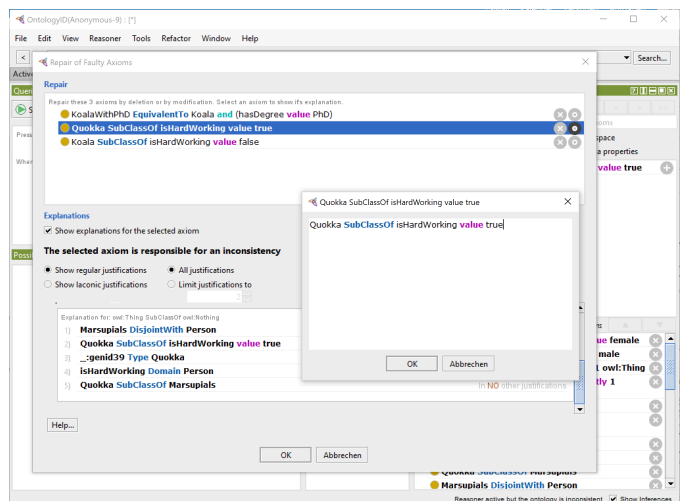 OntologyID(Anonymous-9) : [*]
File Edit View Reasoner Tools Refactor Window Help
< Search...
Repair of Faulty Axioms
Repair
Repair these 3 axioms by deletion or by modification. Select an axiom to show it's explanation.
KoalaWithPhD EquivalentTo Koala and (hasDegree value PhD)
Quokka SubClassOf isHardWorking value true
Koala SubClassOf isHardWorking value false
Explanations
Show explanations for the selected axiom
The selected axiom is responsible for an inconsistency
Show regular justifications All justifications
Show laconic justifications Limit justifications to
Explanation for: owl:Thing SubClassOf owl:Nothing
1) Marsupials DisjointWith Person
2) Quokka SubClassOf isHardWorking value true
3) _:genid39 Type Quokka
4) isHardWorking Domain Person
5) Quokka SubClassOf Marsupials In NO other justifications
Help...
OK Abbrechen
Quokka SubClassOf isHardWorking value true
Quokka SubClassOf isHardWorking value true
OK Abbrechen
value true
ue female
male
1 owl:Thing
tly 1
Quokka SubClassOf Marsupials
Marsupials DisjointWith Person
Reasoner active but the ontology is inconsistent Show Inferences